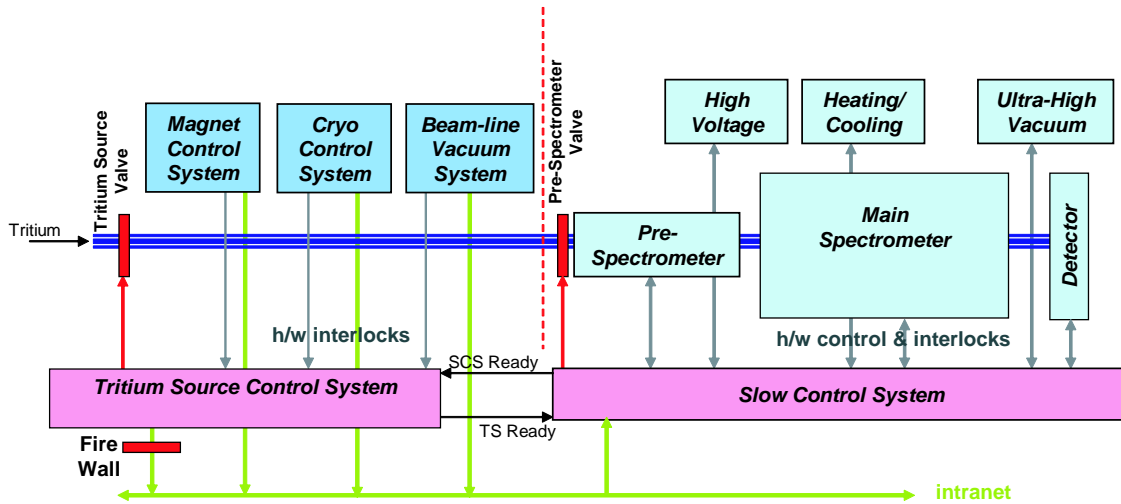 Magnet
Control
System
Cryo
Control
System
Beam-line
Vacuum
System
High
Voltage
Heating/
Cooling
Ultra-High
Vacuum
Tritium Source
Valve
Pre-Spectrometer
Valve
Tritium
Pre-
Spectrometer
Main
Spectrometer
Detector
h/w interlocks
h/w control & interlocks
SCS Ready
Tritium Source Control System
Slow Control System
TS Ready
Fire
Wall
intranet